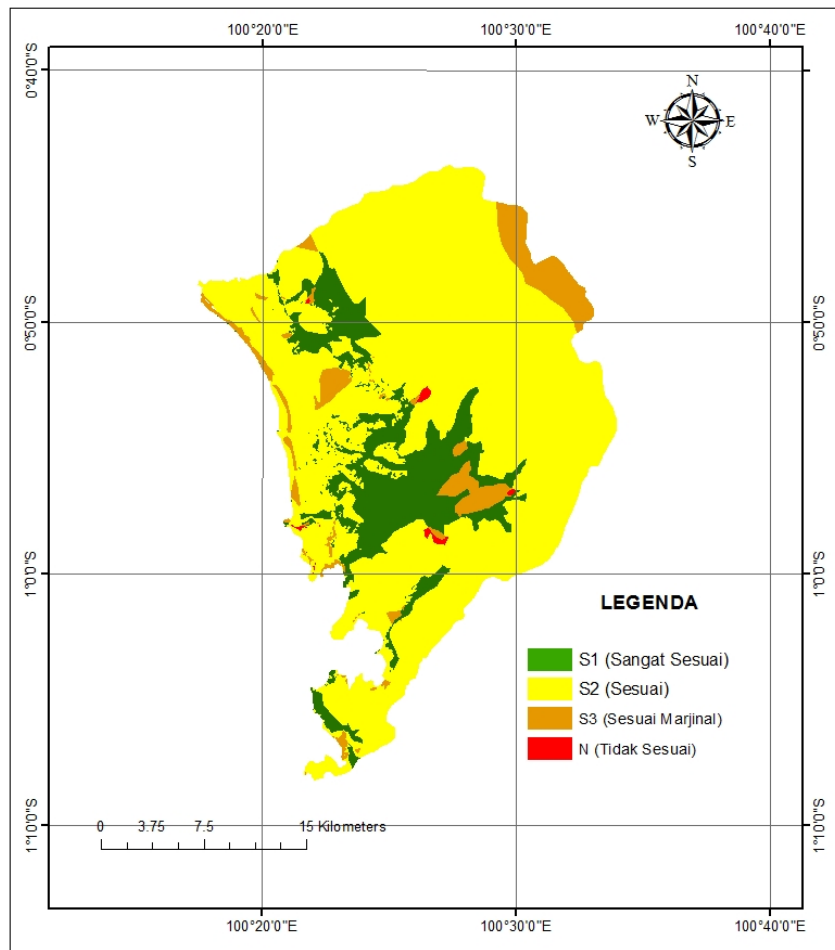 100°20'0"E 100°30'0"E 100°40'0"E
0°40'0"S 0°40'0"S
N
W E
S
0°50'0"S 0°50'0"S
1°0'0"S 1°0'0"S
LEGENDA
S1 (Sangat Sesuai)
S2 (Sesuai)
S3 (Sesuai Marjinal)
N (Tidak Sesuai)
0 3.75 7.5 15 Kilometers
1°10'0"S 1°10'0"S
100°20'0"E 100°30'0"E 100°40'0"E